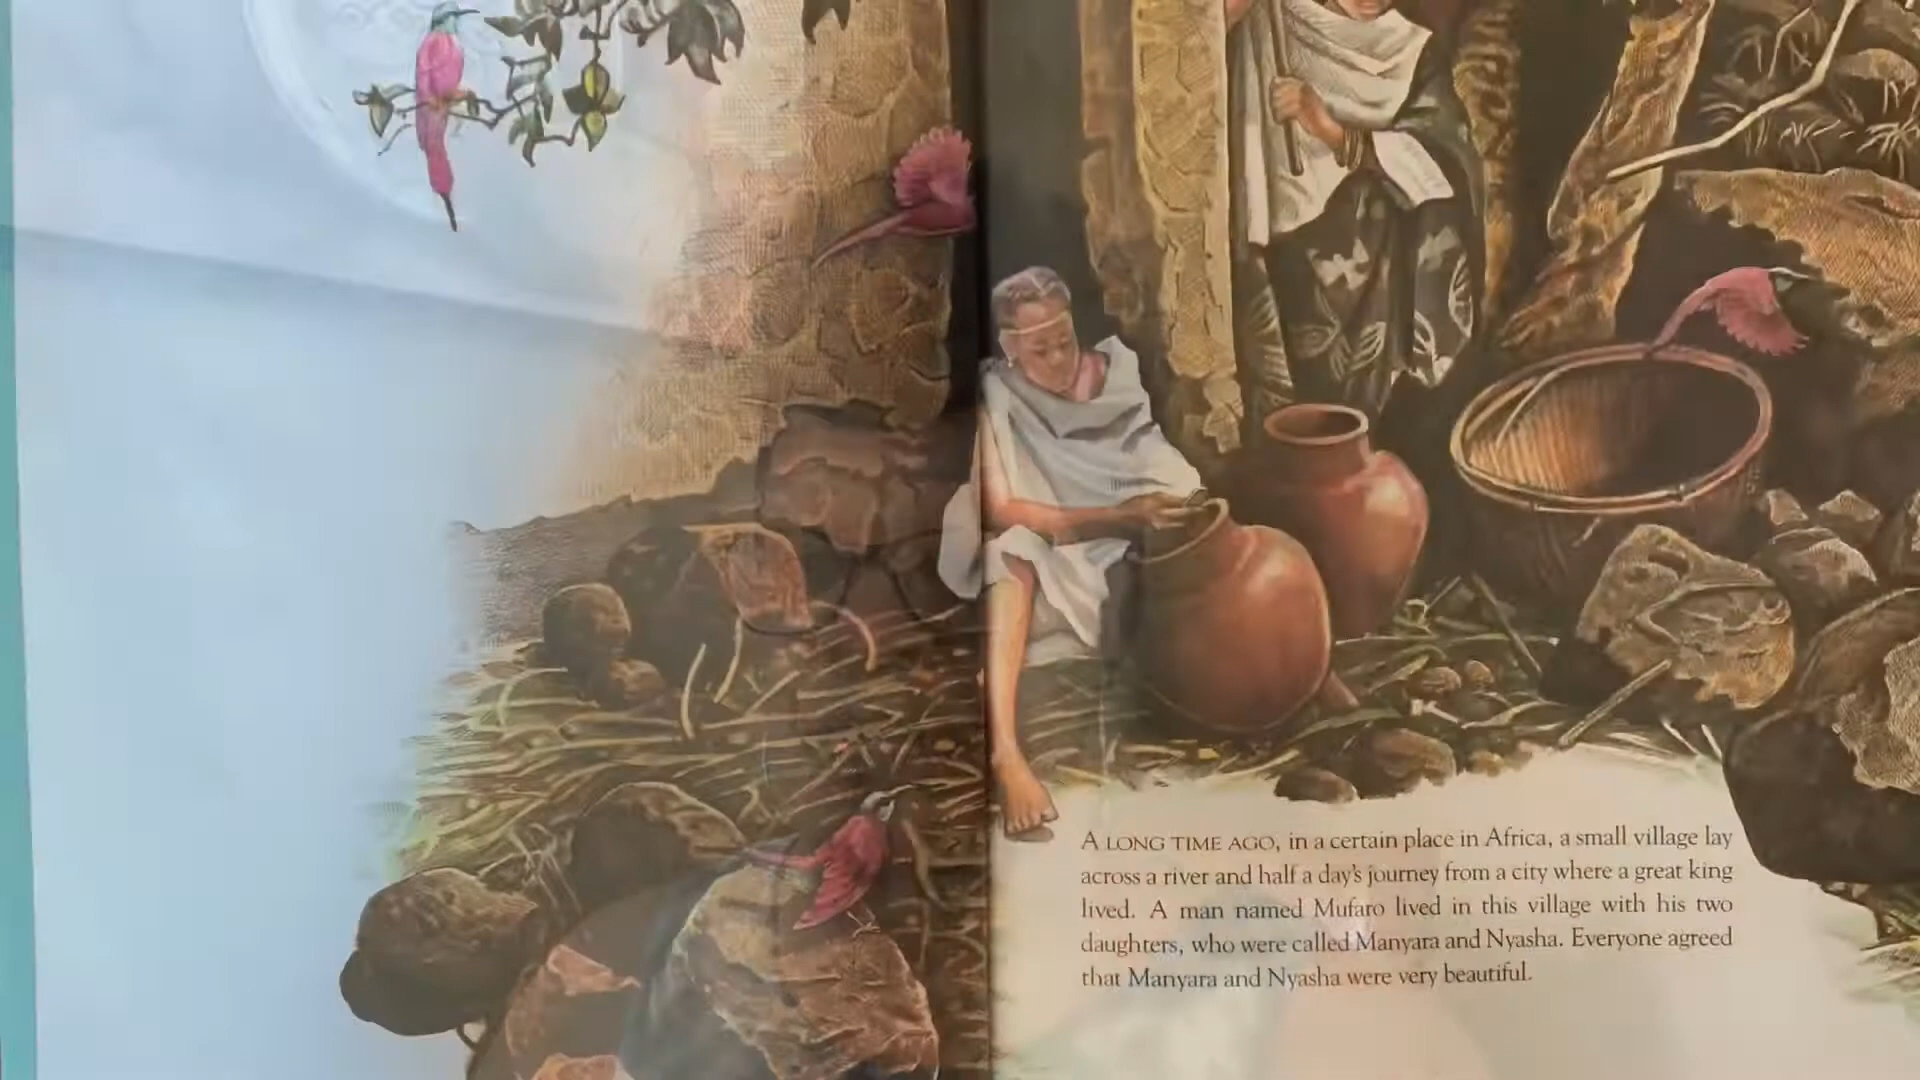 A LONG TIME AGO, in a certain place in Africa, a small village lay
across a river and half a day's journey from a city where a great king
lived. A man named Mufaro lived in this village with his two
daughters, who were called Manyara and Nyasha. Everyone agreed
that Manyara and Nyasha were very beautiful.